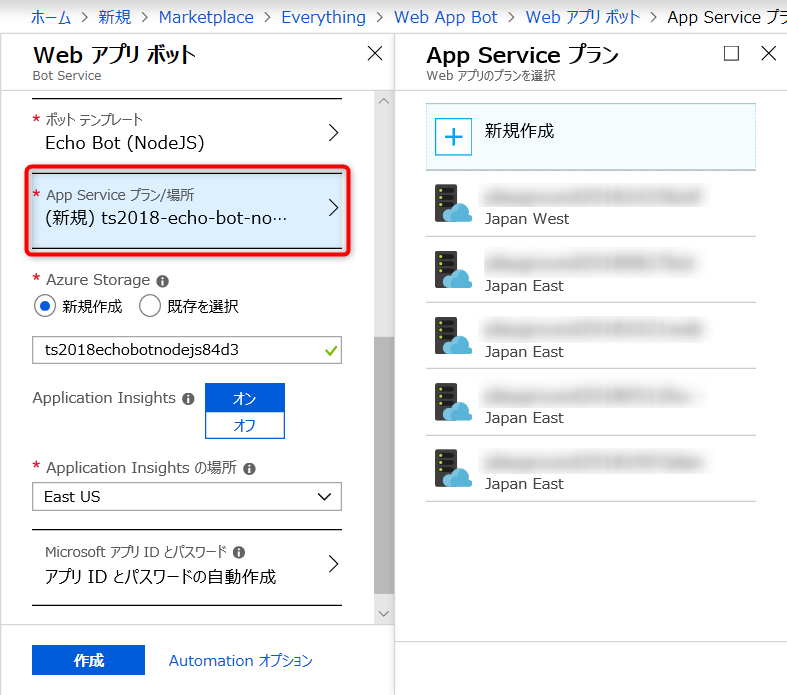 ホーム > 新規 > Marketplace > Everything > Web App Bot > Web アプリ ボット > App Service プ
Web アプリ ボット
Bot Service
* ボット テンプレート
Echo Bot (NodeJS)
* App Service プラン/場所
(新規) ts2018-echo-bot-no…
* Azure Storage
新規作成 既存を選択
ts2018echobotnodejs84d3
Application Insights オン
オフ
* Application Insights の場所
East US
Microsoft アプリ ID とパスワード
アプリ ID とパスワードの自動作成
作成 Automation オプション
App Service プラン
Web アプリのプランを選択
新規作成
Japan West
Japan East
Japan East
Japan East
Japan East